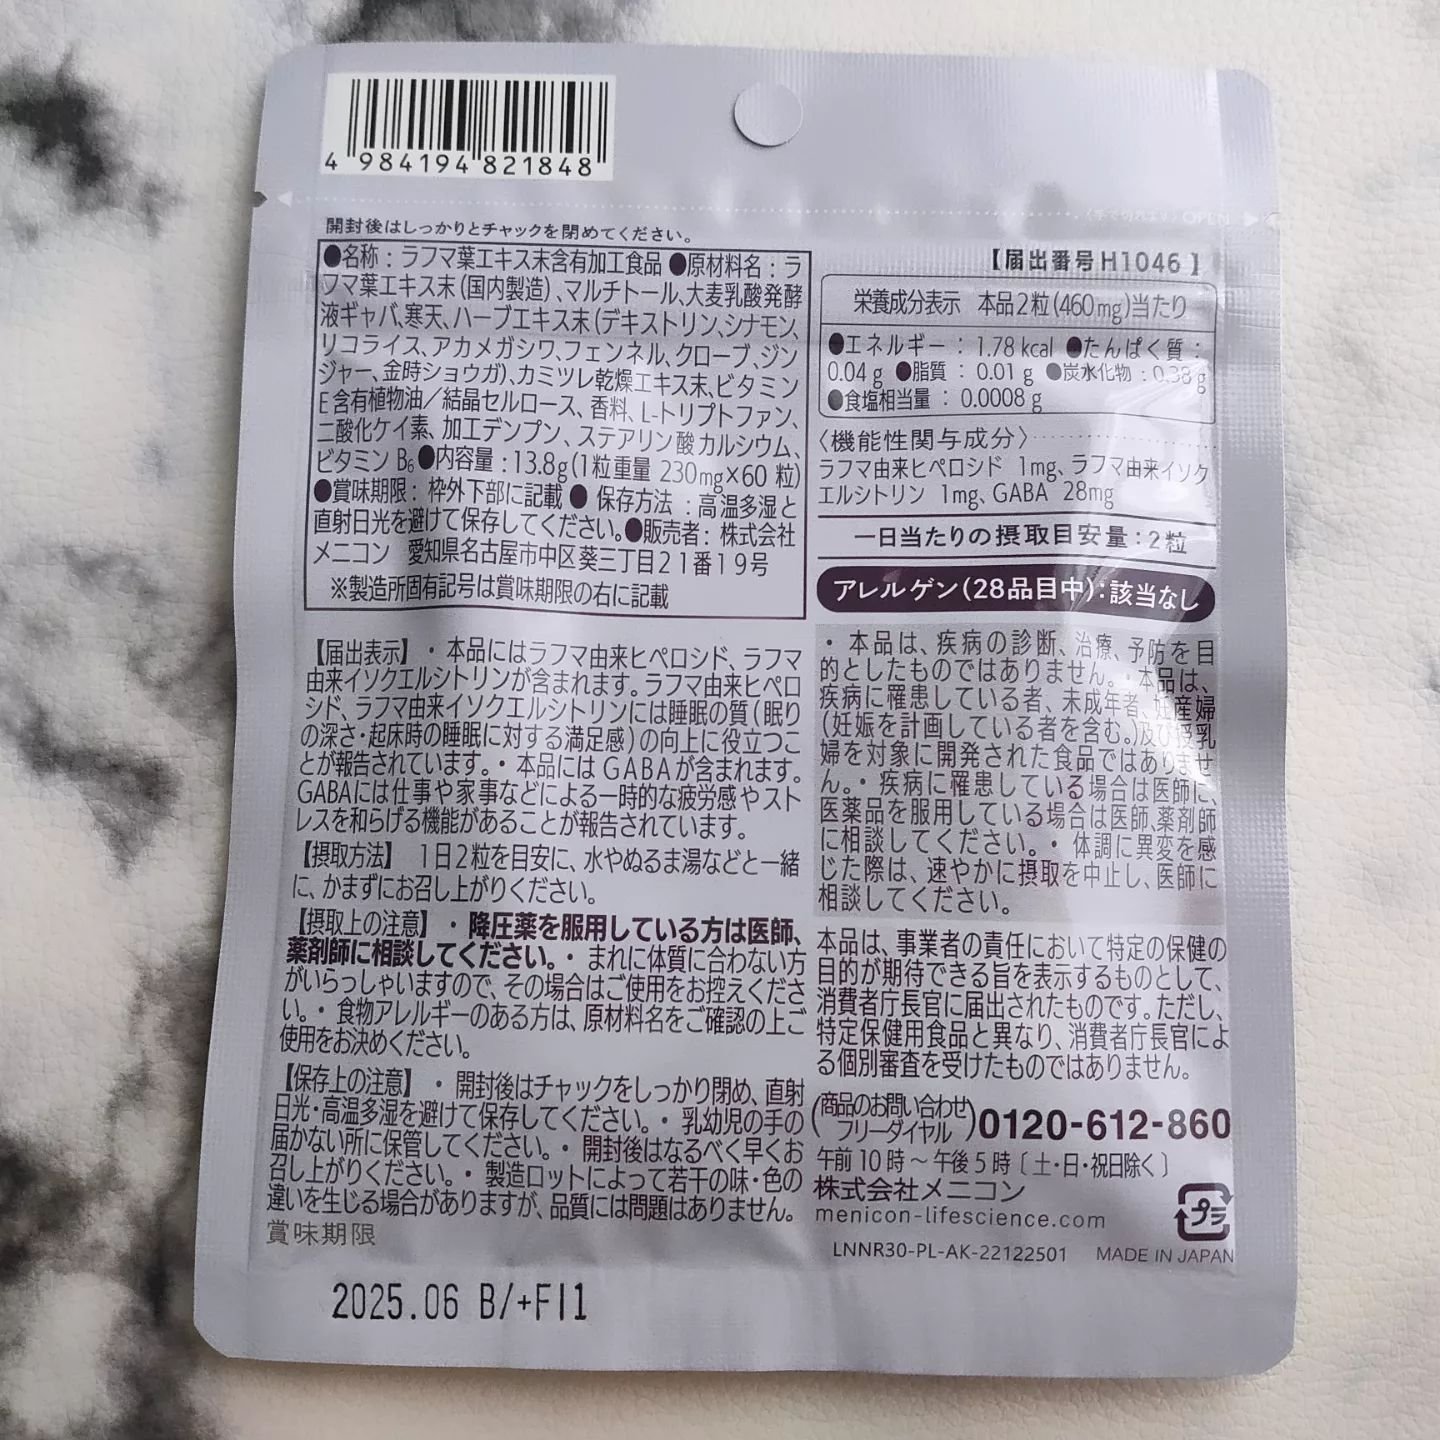 4 984194 821848
〈手で切れます〉OPEN
開封後はしっかりとチャックを閉めてください。
●名称：ラフマ葉エキス末含有加工食品 ●原材料名：ラ
フマ葉エキス末（国内製造）、マルチトール、大麦乳酸発酵
液ギャバ、寒天、ハーブエキス末（デキストリン、シナモン、
リコライス、アカメガシワ、フェンネル、クローブ、ジン
ジャー、金時ショウガ）、カミツレ乾燥エキス末、ビタミン
E含有植物油／結晶セルロース、香料、L-トリプトファン、
二酸化ケイ素、加工デンプン、ステアリン酸カルシウム、
ビタミン B₆ ●内容量：13.8g（1粒重量 230mg×60 粒）
●賞味期限：枠外下部に記載 ● 保存方法：高温多湿と
直射日光を避けて保存してください。●販売者：株式会社
メニコン 愛知県名古屋市中区葵三丁目21番19号
※製造所固有記号は賞味期限の右に記載
【届出表示】・本品にはラフマ由来ヒペロシド、ラフマ
由来イソクエルシトリンが含まれます。ラフマ由来ヒペロ
シド、ラフマ由来イソクエルシトリンには睡眠の質（眠り
の深さ・起床時の睡眠に対する満足感）の向上に役立つこ
とが報告されています。・本品には GABAが含まれます。
GABAには仕事や家事などによる一時的な疲労感やスト
レスを和らげる機能があることが報告されています。
【摂取方法】 1日2粒を目安に、水やぬるま湯などと一緒
に、かまずにお召し上がりください。
【摂取上の注意】・降圧薬を服用している方は医師、
薬剤師に相談してください。・まれに体質に合わない方
がいらっしゃいますので、その場合はご使用をお控えくださ
い。・食物アレルギーのある方は、原材料名をご確認の上ご
使用をお決めください。
【保存上の注意】・開封後はチャックをしっかり閉め、直射
日光・高温多湿を避けて保存してください。・乳幼児の手の
届かない所に保管してください。・開封後はなるべく早くお
召し上がりください。・製造ロットによって若干の味・色の
違いを生じる場合がありますが、品質には問題はありません。
賞味期限
2025.06 B/+FI1
【届出番号H1046】
栄養成分表示 本品2粒（460mg）当たり
●エネルギー：1.78 kcal ●たんぱく質：
0.04 g ●脂質：0.01 g ●炭水化物：0.38 g
●食塩相当量：0.0008 g
〈機能性関与成分〉
ラフマ由来ヒペロシド 1mg、ラフマ由来イソク
エルシトリン 1mg、GABA 28mg
一日当たりの摂取目安量：2粒
アレルゲン（28品目中）：該当なし
・本品は、疾病の診断、治療、予防を目
的としたものではありません。・本品は、
疾病に罹患している者、未成年者、妊産婦
（妊娠を計画している者を含む。）及び授乳
婦を対象に開発された食品ではありませ
ん。・疾病に罹患している場合は医師に、
医薬品を服用している場合は医師、薬剤師
に相談してください。・体調に異変を感
じた際は、速やかに摂取を中止し、医師に
相談してください。
本品は、事業者の責任において特定の保健の
目的が期待できる旨を表示するものとして、
消費者庁長官に届出されたものです。ただし、
特定保健用食品と異なり、消費者庁長官によ
る個別審査を受けたものではありません。
（商品のお問い合わせ フリーダイヤル）0120-612-860
午前10時～午後5時〔土・日・祝日除く〕
株式会社メニコン
menicon-lifescience.com
プラ
LNNR30-PL-AK-22122501 MADE IN JAPAN